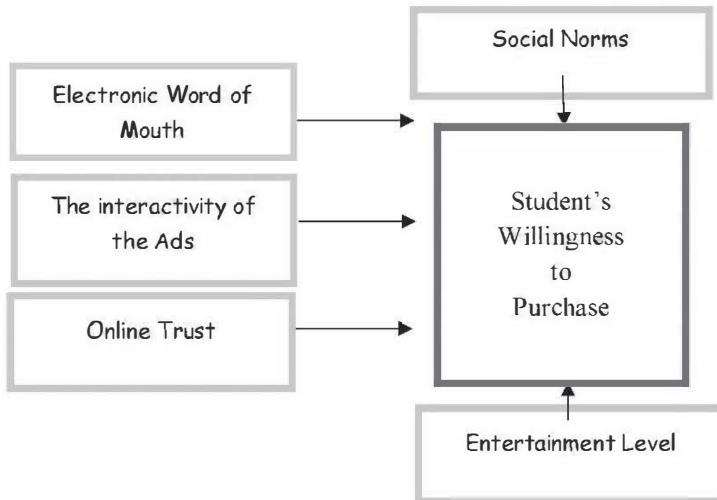 Social Norms
Electronic Word of
Mouth
The interactivity of
the Ads
Online Trust
Student's
Willingness
to
Purchase
Entertainment Level